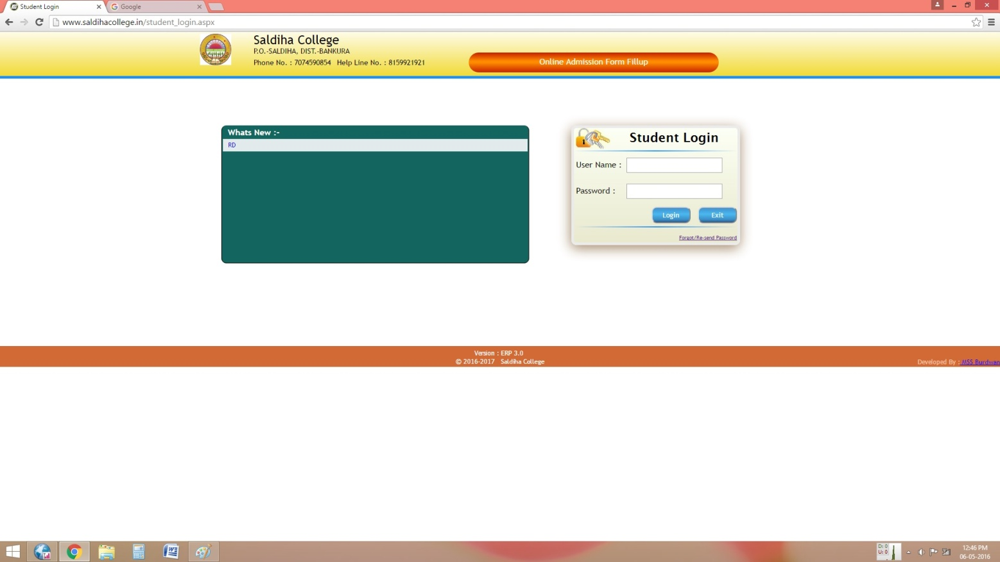 Student Login
Google
www.saldihacollege.in/student_login.aspx
Saldiha College
P.O.-SALDIHA, DIST.-BANKURA
Phone No. : 7074590854 Help Line No. : 8159921921
Online Admission Form Fillup
Whats New :-
RD
Student Login
User Name :
Password :
Login Exit
Forgot/Re-send Password
Version : ERP 3.0
© 2016-2017 Saldiha College
Developed By : MSS Burdwan
D: 0
U: 0
12:46 PM
06-05-2016